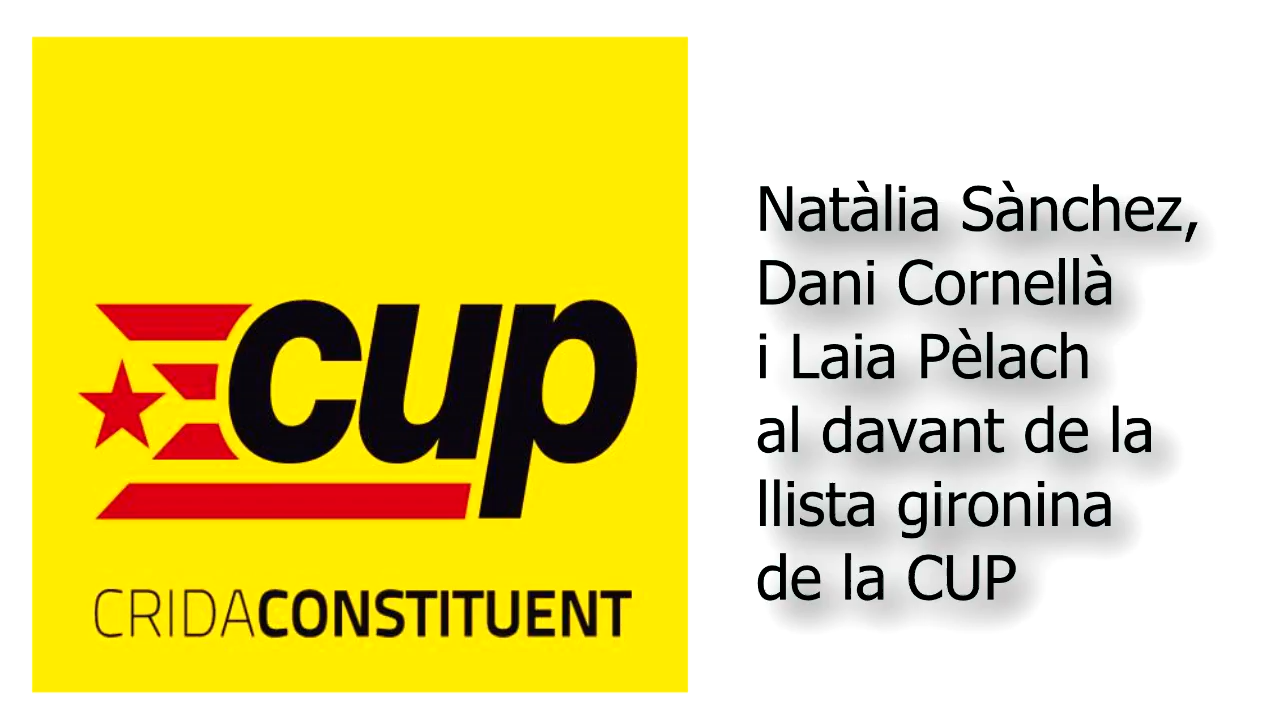 cup
CRIDACONSTITUENT
Natàlia Sànchez,
Dani Cornellà
i Laia Pèlach
al davant de la
llista gironina
de la CUP